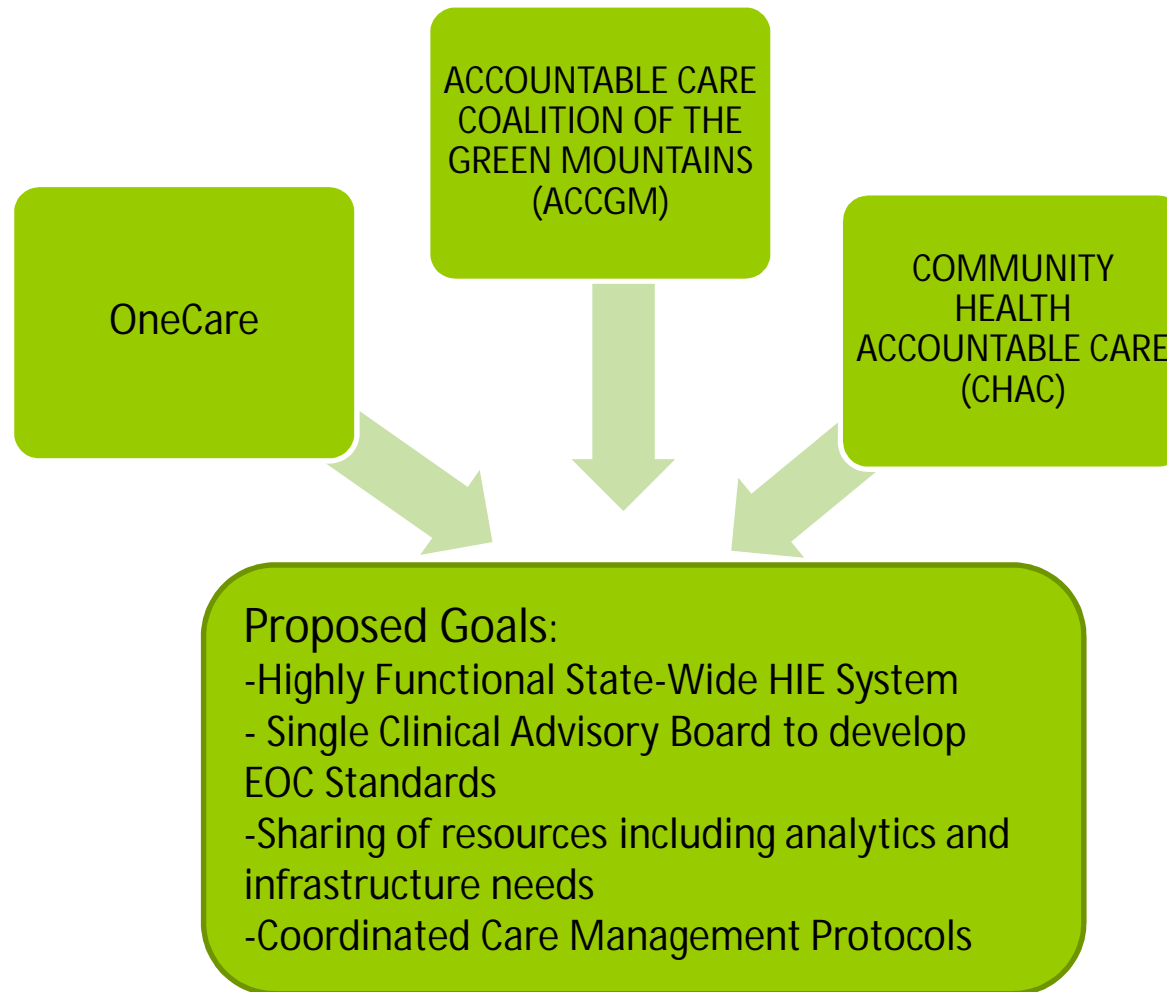 ACCOUNTABLE CARE
COALITION OF THE
GREEN MOUNTAINS
(ACCGM)
OneCare
COMMUNITY
HEALTH
ACCOUNTABLE CARE
(CHAC)
Proposed Goals:
-Highly Functional State-Wide HIE System
- Single Clinical Advisory Board to develop
EOC Standards
-Sharing of resources including analytics and
infrastructure needs
-Coordinated Care Management Protocols